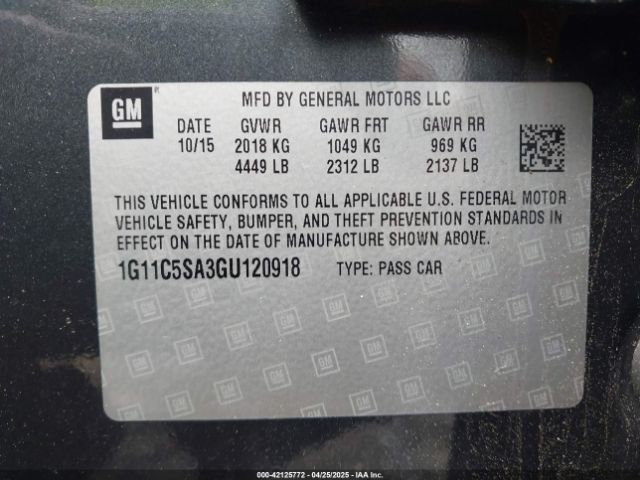 GM
MFD BY GENERAL MOTORS LLC
DATE GVWR GAWR FRT GAWR RR
10/15 2018 KG 1049 KG 969 KG
4449 LB 2312 LB 2137 LB
THIS VEHICLE CONFORMS TO ALL APPLICABLE U.S. FEDERAL MOTOR
VEHICLE SAFETY, BUMPER, AND THEFT PREVENTION STANDARDS IN
EFFECT ON THE DATE OF MANUFACTURE SHOWN ABOVE.
1G11C5SA3GU120918 TYPE: PASS CAR
000-42125772 - 04/25/2025 - IAA Inc.